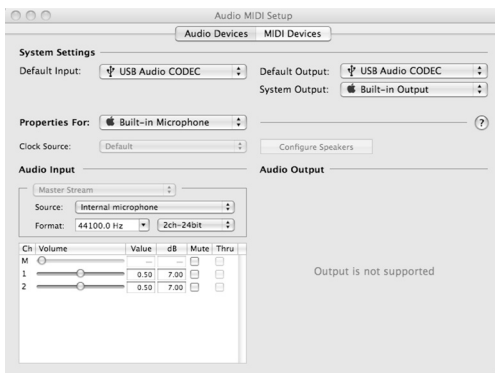 Audio MIDI Setup
Audio Devices MIDI Devices
System Settings
Default Input: USB Audio CODEC
Default Output: USB Audio CODEC
System Output: Built-in Output
Properties For: Built-in Microphone
?
Clock Source: Default
Configure Speakers
Audio Input
Audio Output
Master Stream
Source: Internal microphone
Format: 44100.0 Hz 2ch-24bit
Ch Volume Value dB Mute Thru
M --- ---
1 0.50 7.00
2 0.50 7.00
Output is not supported